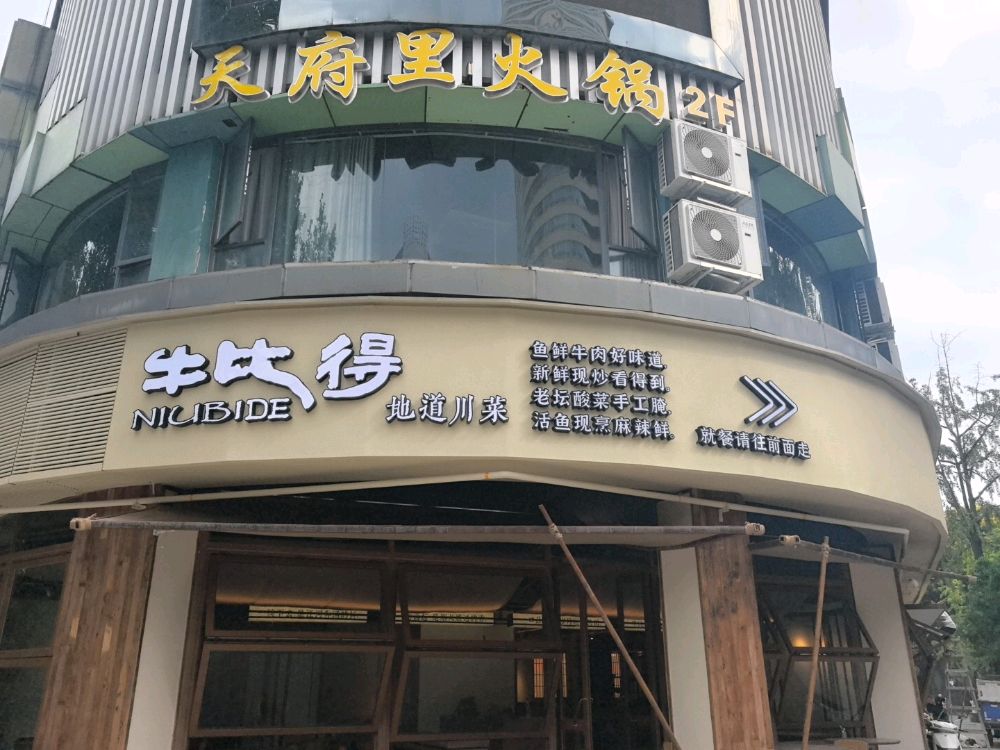 天府里火锅 2F
牛比得
NIUBIDE
地道川菜
鱼鲜牛肉好味道
新鲜现炒看得到
老坛酸菜手工腌
活鱼现烹麻辣鲜
就餐请往前面走